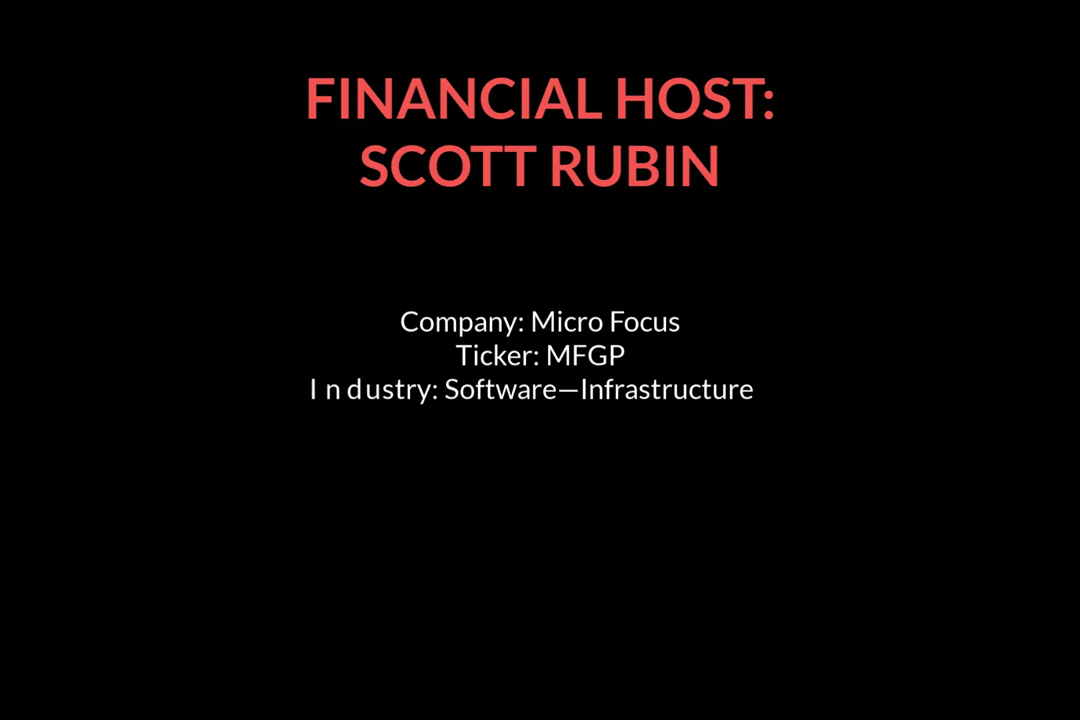 FINANCIAL HOST:
SCOTT RUBIN
Company: Micro Focus
Ticker: MFGP
I n dustry: Software—Infrastructure